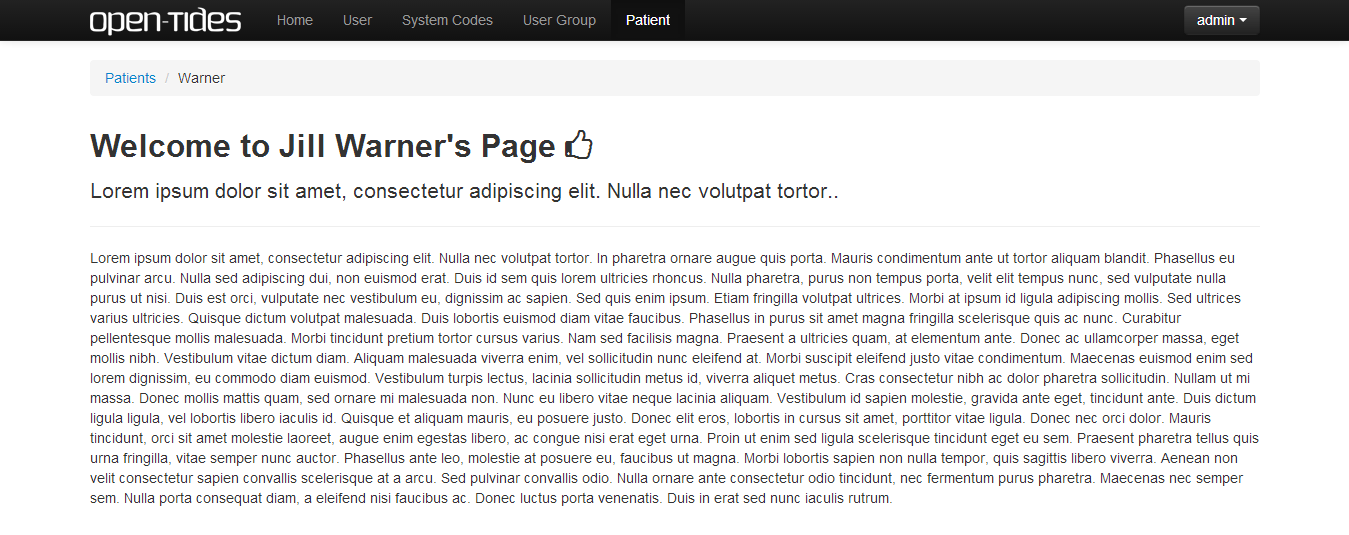 OPEN-TIDES Home User System Codes User Group Patient admin
Patients / Warner
Welcome to Jill Warner's Page
Lorem ipsum dolor sit amet, consectetur adipiscing elit. Nulla nec volutpat tortor..
Lorem ipsum dolor sit amet, consectetur adipiscing elit. Nulla nec volutpat tortor. In pharetra ornare augue quis porta. Mauris condimentum ante ut tortor aliquam blandit. Phasellus eu
pulvinar arcu. Nulla sed adipiscing dui, non euismod erat. Duis id sem quis lorem ultricies rhoncus. Nulla pharetra, purus non tempus porta, velit elit tempus nunc, sed vulputate nulla
purus ut nisi. Duis est orci, vulputate nec vestibulum eu, dignissim ac sapien. Sed quis enim ipsum. Etiam fringilla volutpat ultrices. Morbi at ipsum id ligula adipiscing mollis. Sed ultrices
varius ultricies. Quisque dictum volutpat malesuada. Duis lobortis euismod diam vitae faucibus. Phasellus in purus sit amet magna fringilla scelerisque quis ac nunc. Curabitur
pellentesque mollis malesuada. Morbi tincidunt pretium tortor cursus varius. Nam sed facilisis magna. Praesent a ultricies quam, at elementum ante. Donec ac ullamcorper massa, eget
mollis nibh. Vestibulum vitae dictum diam. Aliquam malesuada viverra enim, vel sollicitudin nunc eleifend at. Morbi suscipit eleifend justo vitae condimentum. Maecenas euismod enim sed
lorem dignissim, eu commodo diam euismod. Vestibulum turpis lectus, lacinia sollicitudin metus id, viverra aliquet metus. Cras consectetur nibh ac dolor pharetra sollicitudin. Nullam ut mi
massa. Donec mollis mattis quam, sed ornare mi malesuada non. Nunc eu libero vitae neque lacinia aliquam. Vestibulum id sapien molestie, gravida ante eget, tincidunt ante. Duis dictum
ligula ligula, vel lobortis libero iaculis id. Quisque et aliquam mauris, eu posuere justo. Donec elit eros, lobortis in cursus sit amet, porttitor vitae ligula. Donec nec orci dolor. Mauris
tincidunt, orci sit amet molestie laoreet, augue enim egestas libero, ac congue nisi erat eget urna. Proin ut enim sed ligula scelerisque tincidunt eget eu sem. Praesent pharetra tellus quis
urna fringilla, vitae semper nunc auctor. Phasellus ante leo, molestie at posuere eu, faucibus ut magna. Morbi lobortis sapien non nulla tempor, quis sagittis libero viverra. Aenean non
velit consectetur sapien convallis scelerisque at a arcu. Sed pulvinar convallis odio. Nulla ornare ante consectetur odio tincidunt, nec fermentum purus pharetra. Maecenas nec semper
sem. Nulla porta consequat diam, a eleifend nisi faucibus ac. Donec luctus porta venenatis. Duis in erat sed nunc iaculis rutrum.